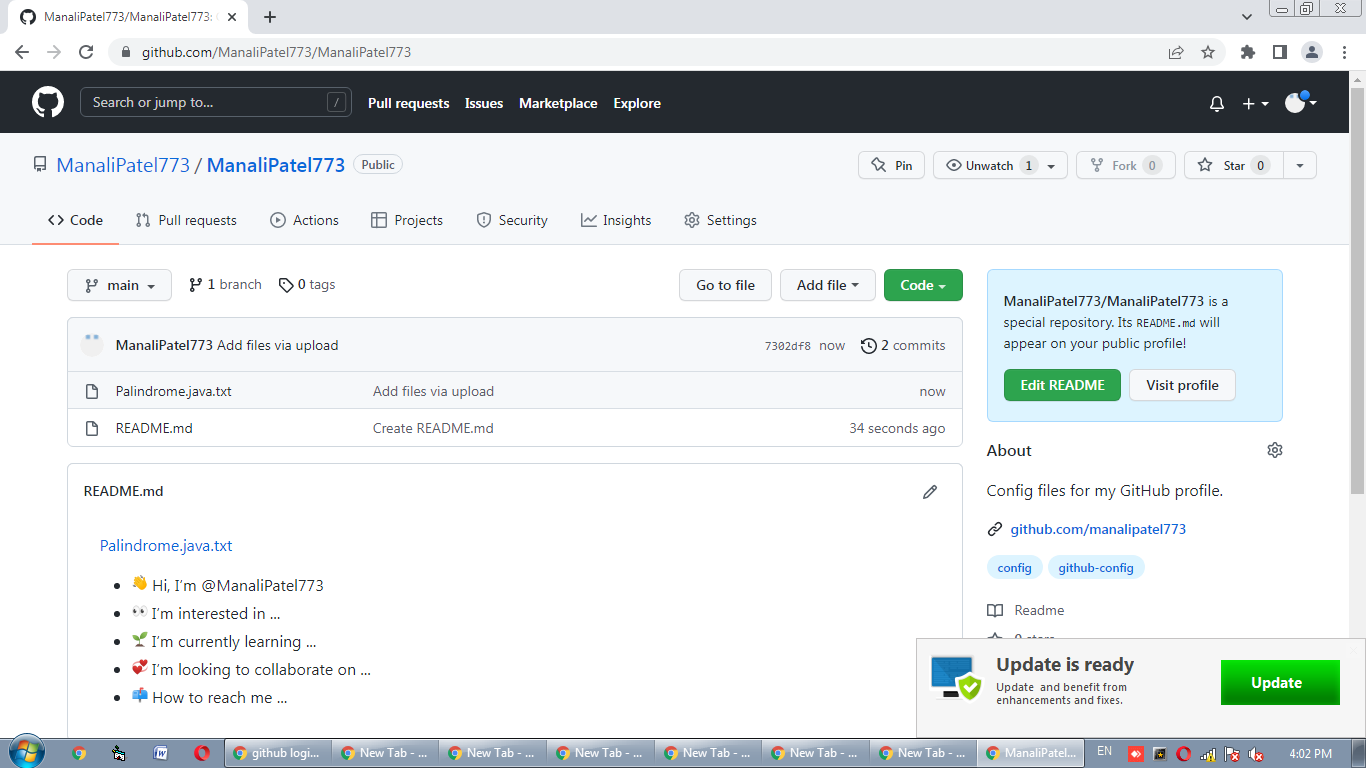 ManaliPatel773/ManaliPatel773:
github.com/ManaliPatel773/ManaliPatel773
Search or jump to... /
Pull requests Issues Marketplace Explore
ManaliPatel773 / ManaliPatel773 Public
Pin Unwatch 1 Fork 0 Star 0
Code Pull requests Actions Projects Security Insights Settings
main 1 branch 0 tags Go to file Add file Code
ManaliPatel773 Add files via upload 7302df8 now 2 commits
Palindrome.java.txt Add files via upload now
README.md Create README.md 34 seconds ago
README.md
Palindrome.java.txt
👋 Hi, I’m @ManaliPatel773
👀 I’m interested in ...
🌱 I’m currently learning ...
💞️ I’m looking to collaborate on ...
📫 How to reach me ...
ManaliPatel773/ManaliPatel773 is a
special repository. Its README.md will
appear on your public profile!
Edit README Visit profile
About
Config files for my GitHub profile.
github.com/manalipatel773
config github-config
Readme
0 stars
Update is ready
Update and benefit from
enhancements and fixes.
Update
github logi... New Tab - ... New Tab - ... New Tab - ... New Tab - ... New Tab - ... New Tab - ... ManaliPatel... EN 4:02 PM